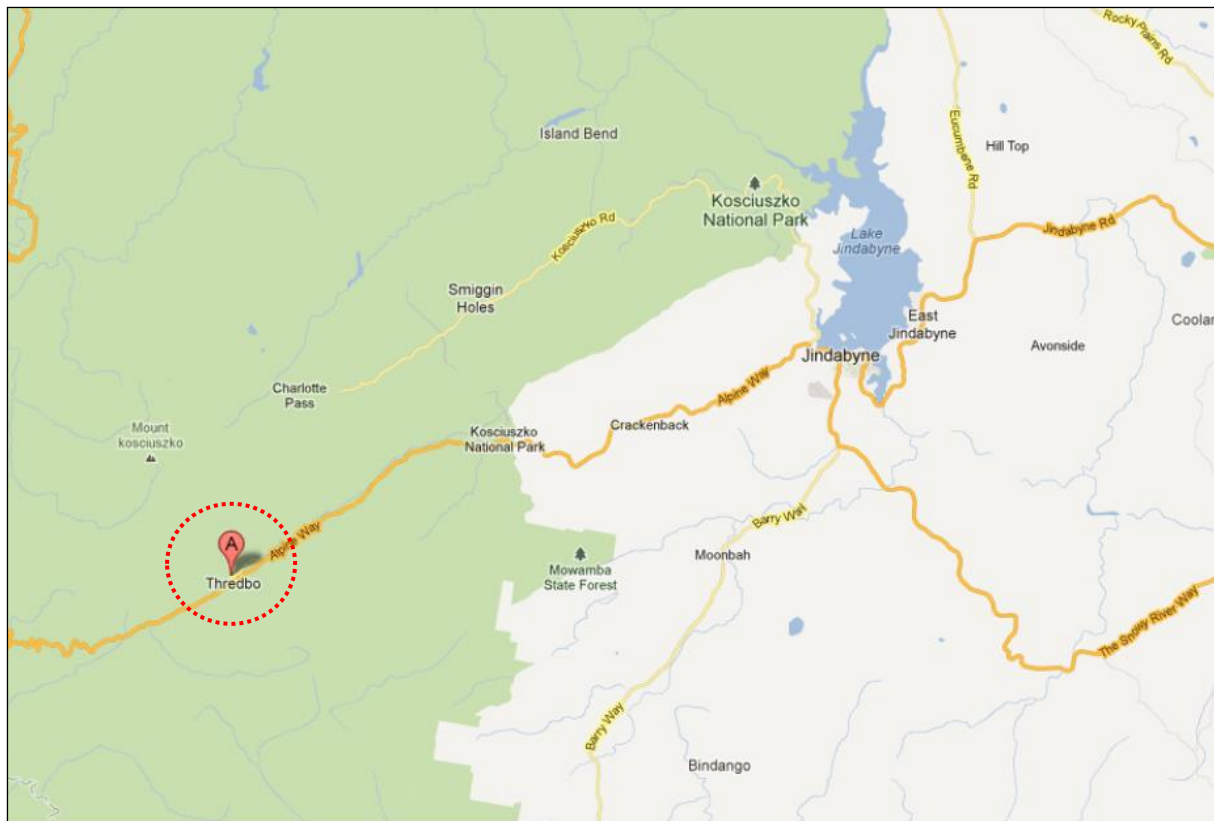 Rocky Plains Rd
Island Bend
Eucumbene Rd
Hill Top
Kosciuszko
National Park
Kosciuszko Rd
Lake
Jindabyne
Jindabyne Rd
Smiggin
Holes
East
Jindabyne
Coolan
Avonside
Jindabyne
Charlotte
Pass
Alpine Way
Mount
kosciuszko
Kosciuszko
National Park
Crackenback
Barry Way
A
Alpine Way
Thredbo
Moonbah
Mowamba
State Forest
The Snowy River Way
Barry Way
Bindango